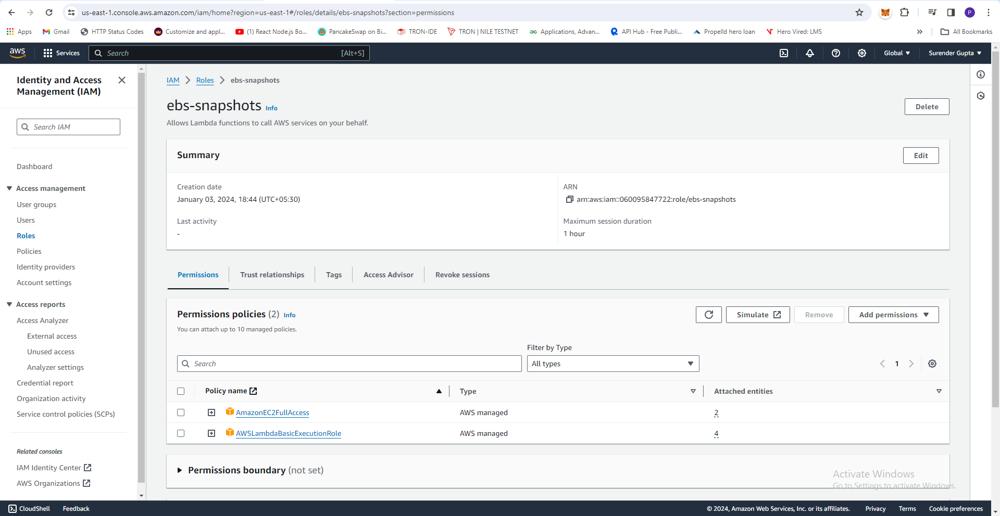 us-east-1.console.aws.amazon.com/iam/home?region=us-east-1#/roles/details/ebs-snapshots?section=permissions
P
Apps
Gmail
HTTP Status Codes
Customize and appl...
(1) React Node.js Bo...
PancakeSwap on Bi...
TRON-IDE
TRON | NILE TESTNET
Applications, Advan...
API Hub - Free Publi...
Propelld hero loan
Hero Vired: LMS
All Bookmarks
aws
Services
Search
[Alt+S]
Global
Surender Gupta
Identity and Access
Management (IAM)
Search IAM
Dashboard
Access management
User groups
Users
Roles
Policies
Identity providers
Account settings
Access reports
Access Analyzer
External access
Unused access
Analyzer settings
Credential report
Organization activity
Service control policies (SCPs)
Related consoles
IAM Identity Center
AWS Organizations
IAM
Roles
ebs-snapshots
ebs-snapshots Info
Delete
Allows Lambda functions to call AWS services on your behalf.
Summary
Edit
Creation date
January 03, 2024, 18:44 (UTC+05:30)
ARN
arn:aws:iam::060095847722:role/ebs-snapshots
Last activity
-
Maximum session duration
1 hour
Permissions
Trust relationships
Tags
Access Advisor
Revoke sessions
Permissions policies (2) Info
You can attach up to 10 managed policies.
Simulate
Remove
Add permissions
Filter by Type
Search
All types
1
Policy name
Type
Attached entities
AmazonEC2FullAccess
AWS managed
2
AWSLambdaBasicExecutionRole
AWS managed
4
Permissions boundary (not set)
Activate Windows
Go to Settings to activate Windows.
CloudShell
Feedback
© 2024, Amazon Web Services, Inc. or its affiliates.
Privacy
Terms
Cookie preferences